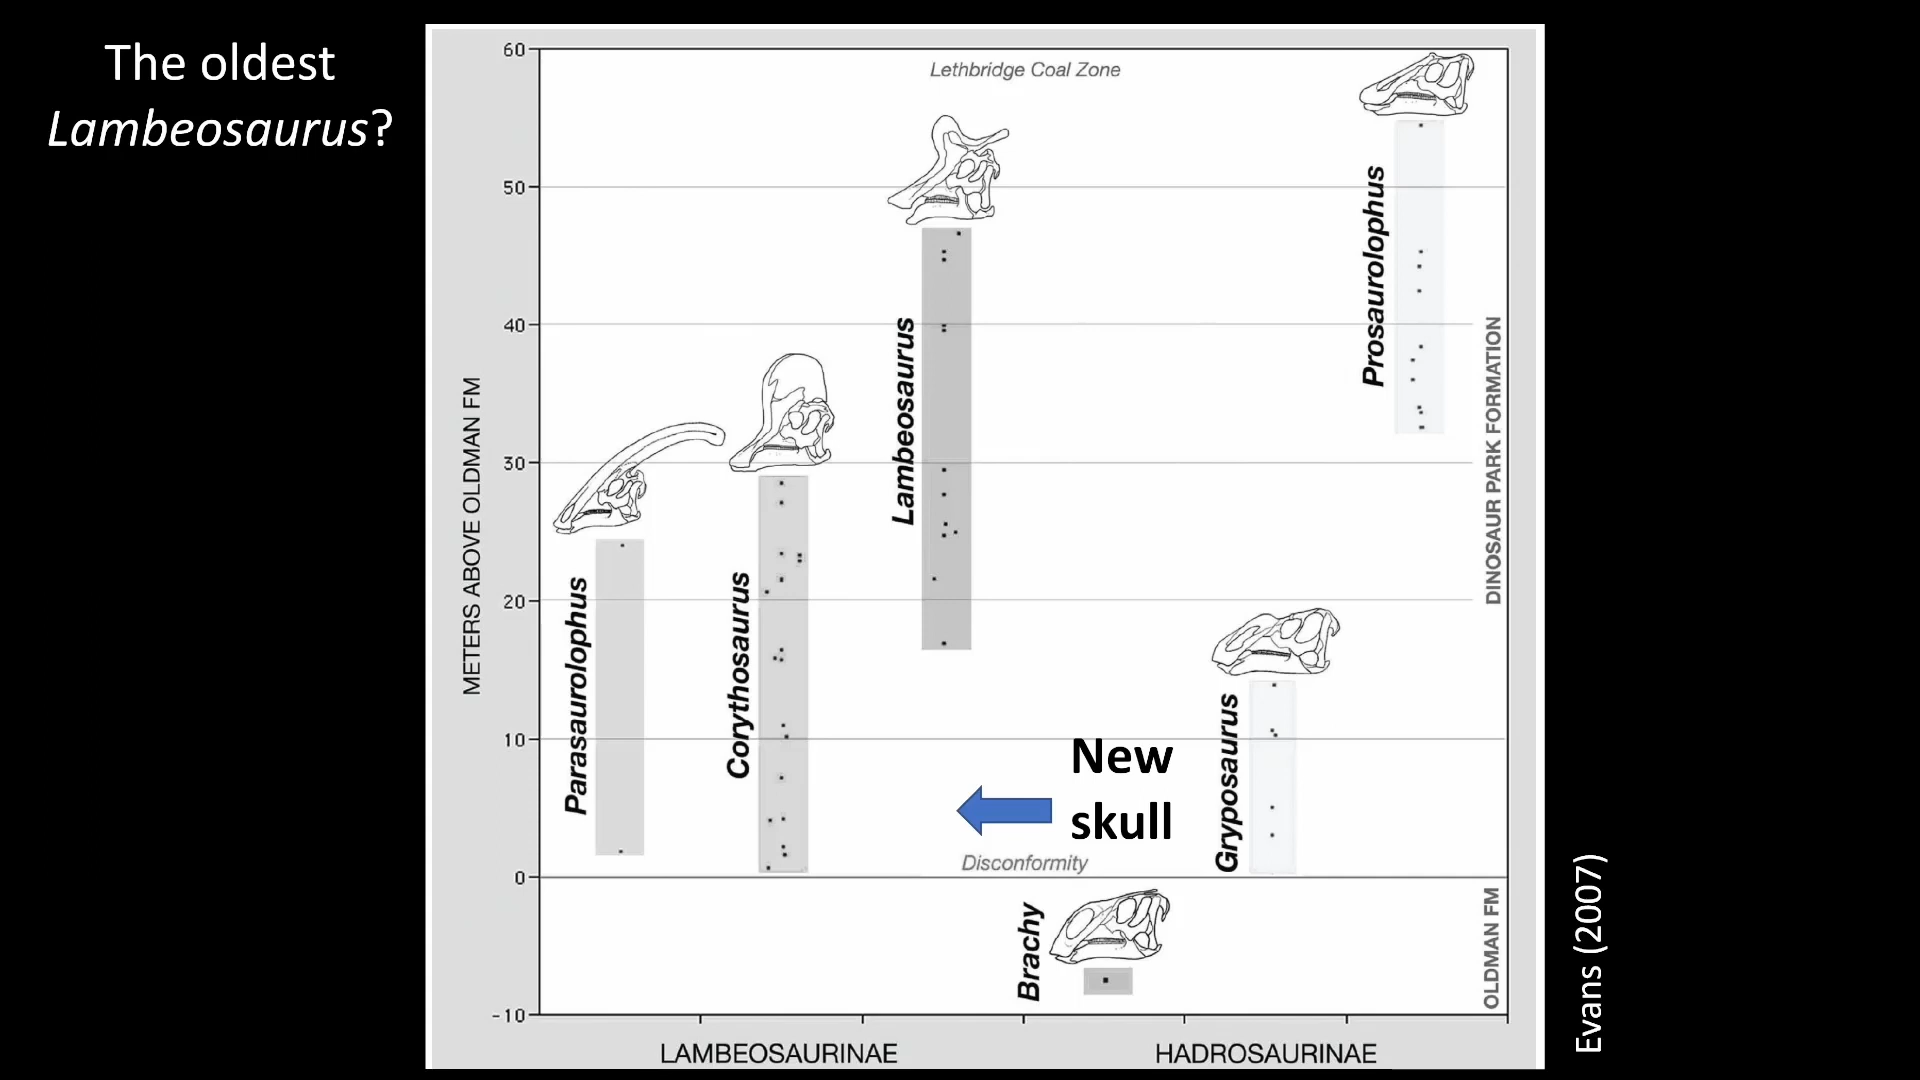 The oldest
Lambeosaurus?
60
50
40
30
20
10
0
-10
METERS ABOVE OLDMAN FM
Lethbridge Coal Zone
Parasaurolophus
Corythosaurus
Lambeosaurus
Prosaurolophus
Gryposaurus
Brachy
New
skull
Disconformity
DINOSAUR PARK FORMATION
OLDMAN FM
LAMBEOSAURINAE
HADROSAURINAE
Evans (2007)